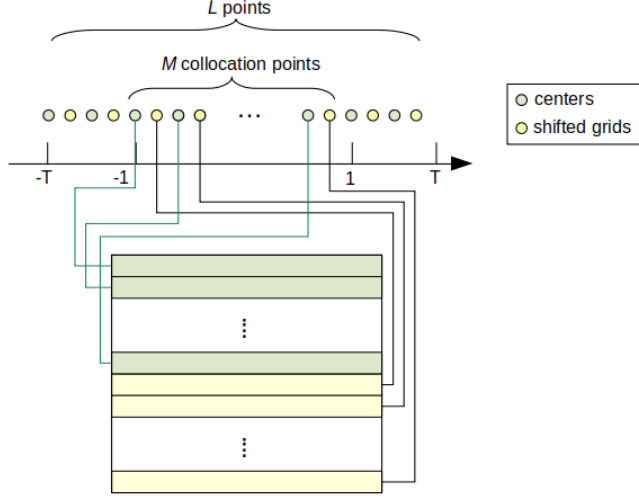 L points
M collocation points
centers
shifted grids
-T
-1
1
T